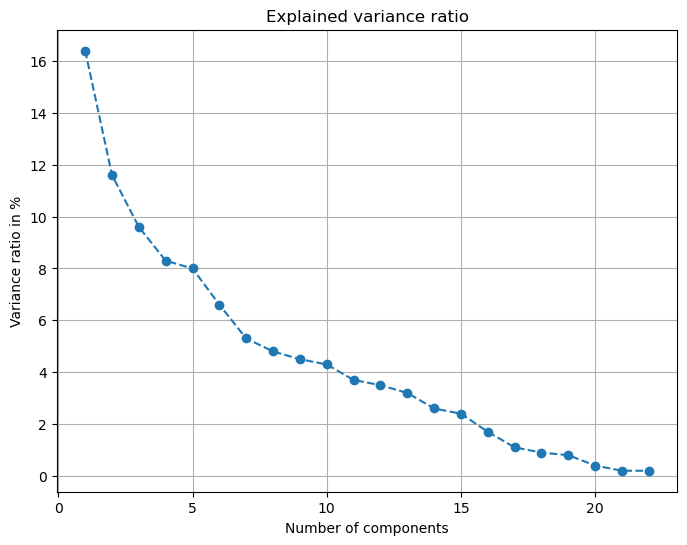 Explained variance ratio
Variance ratio in %
16
14
12
10
8
6
4
2
0
0 5 10 15 20
Number of components